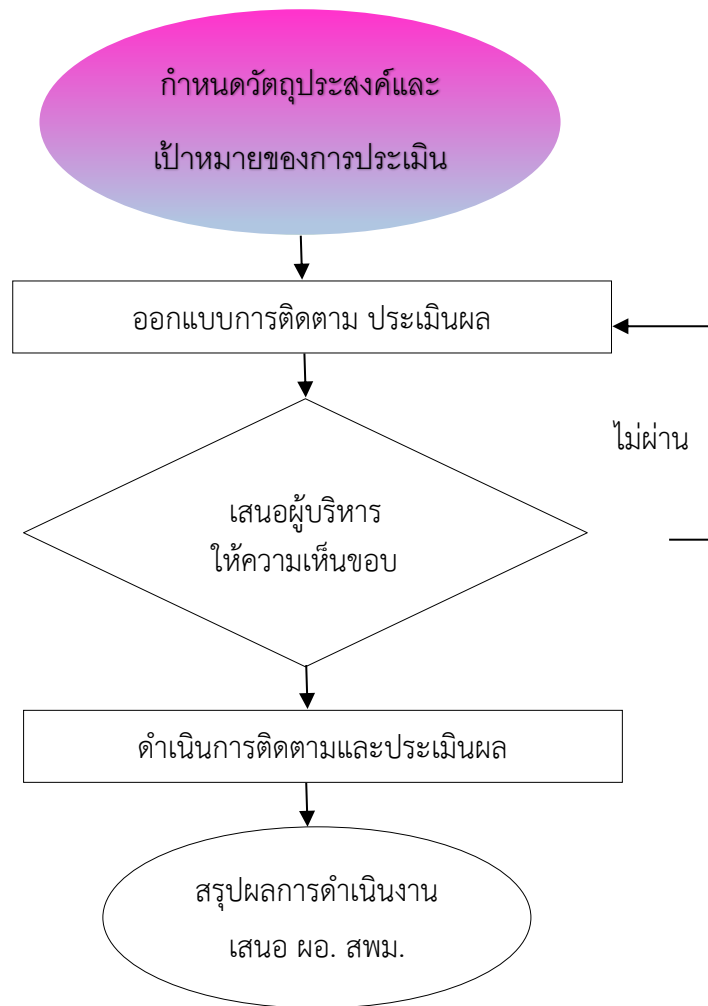 กำหนดวัตถุประสงค์และ
เป้าหมายของการประเมิน
ออกแบบการติดตาม ประเมินผล
ไม่ผ่าน
เสนอผู้บริหาร
ให้ความเห็นขอบ
ดำเนินการติดตามและประเมินผล
สรุปผลการดำเนินงาน
เสนอ ผอ. สพม.